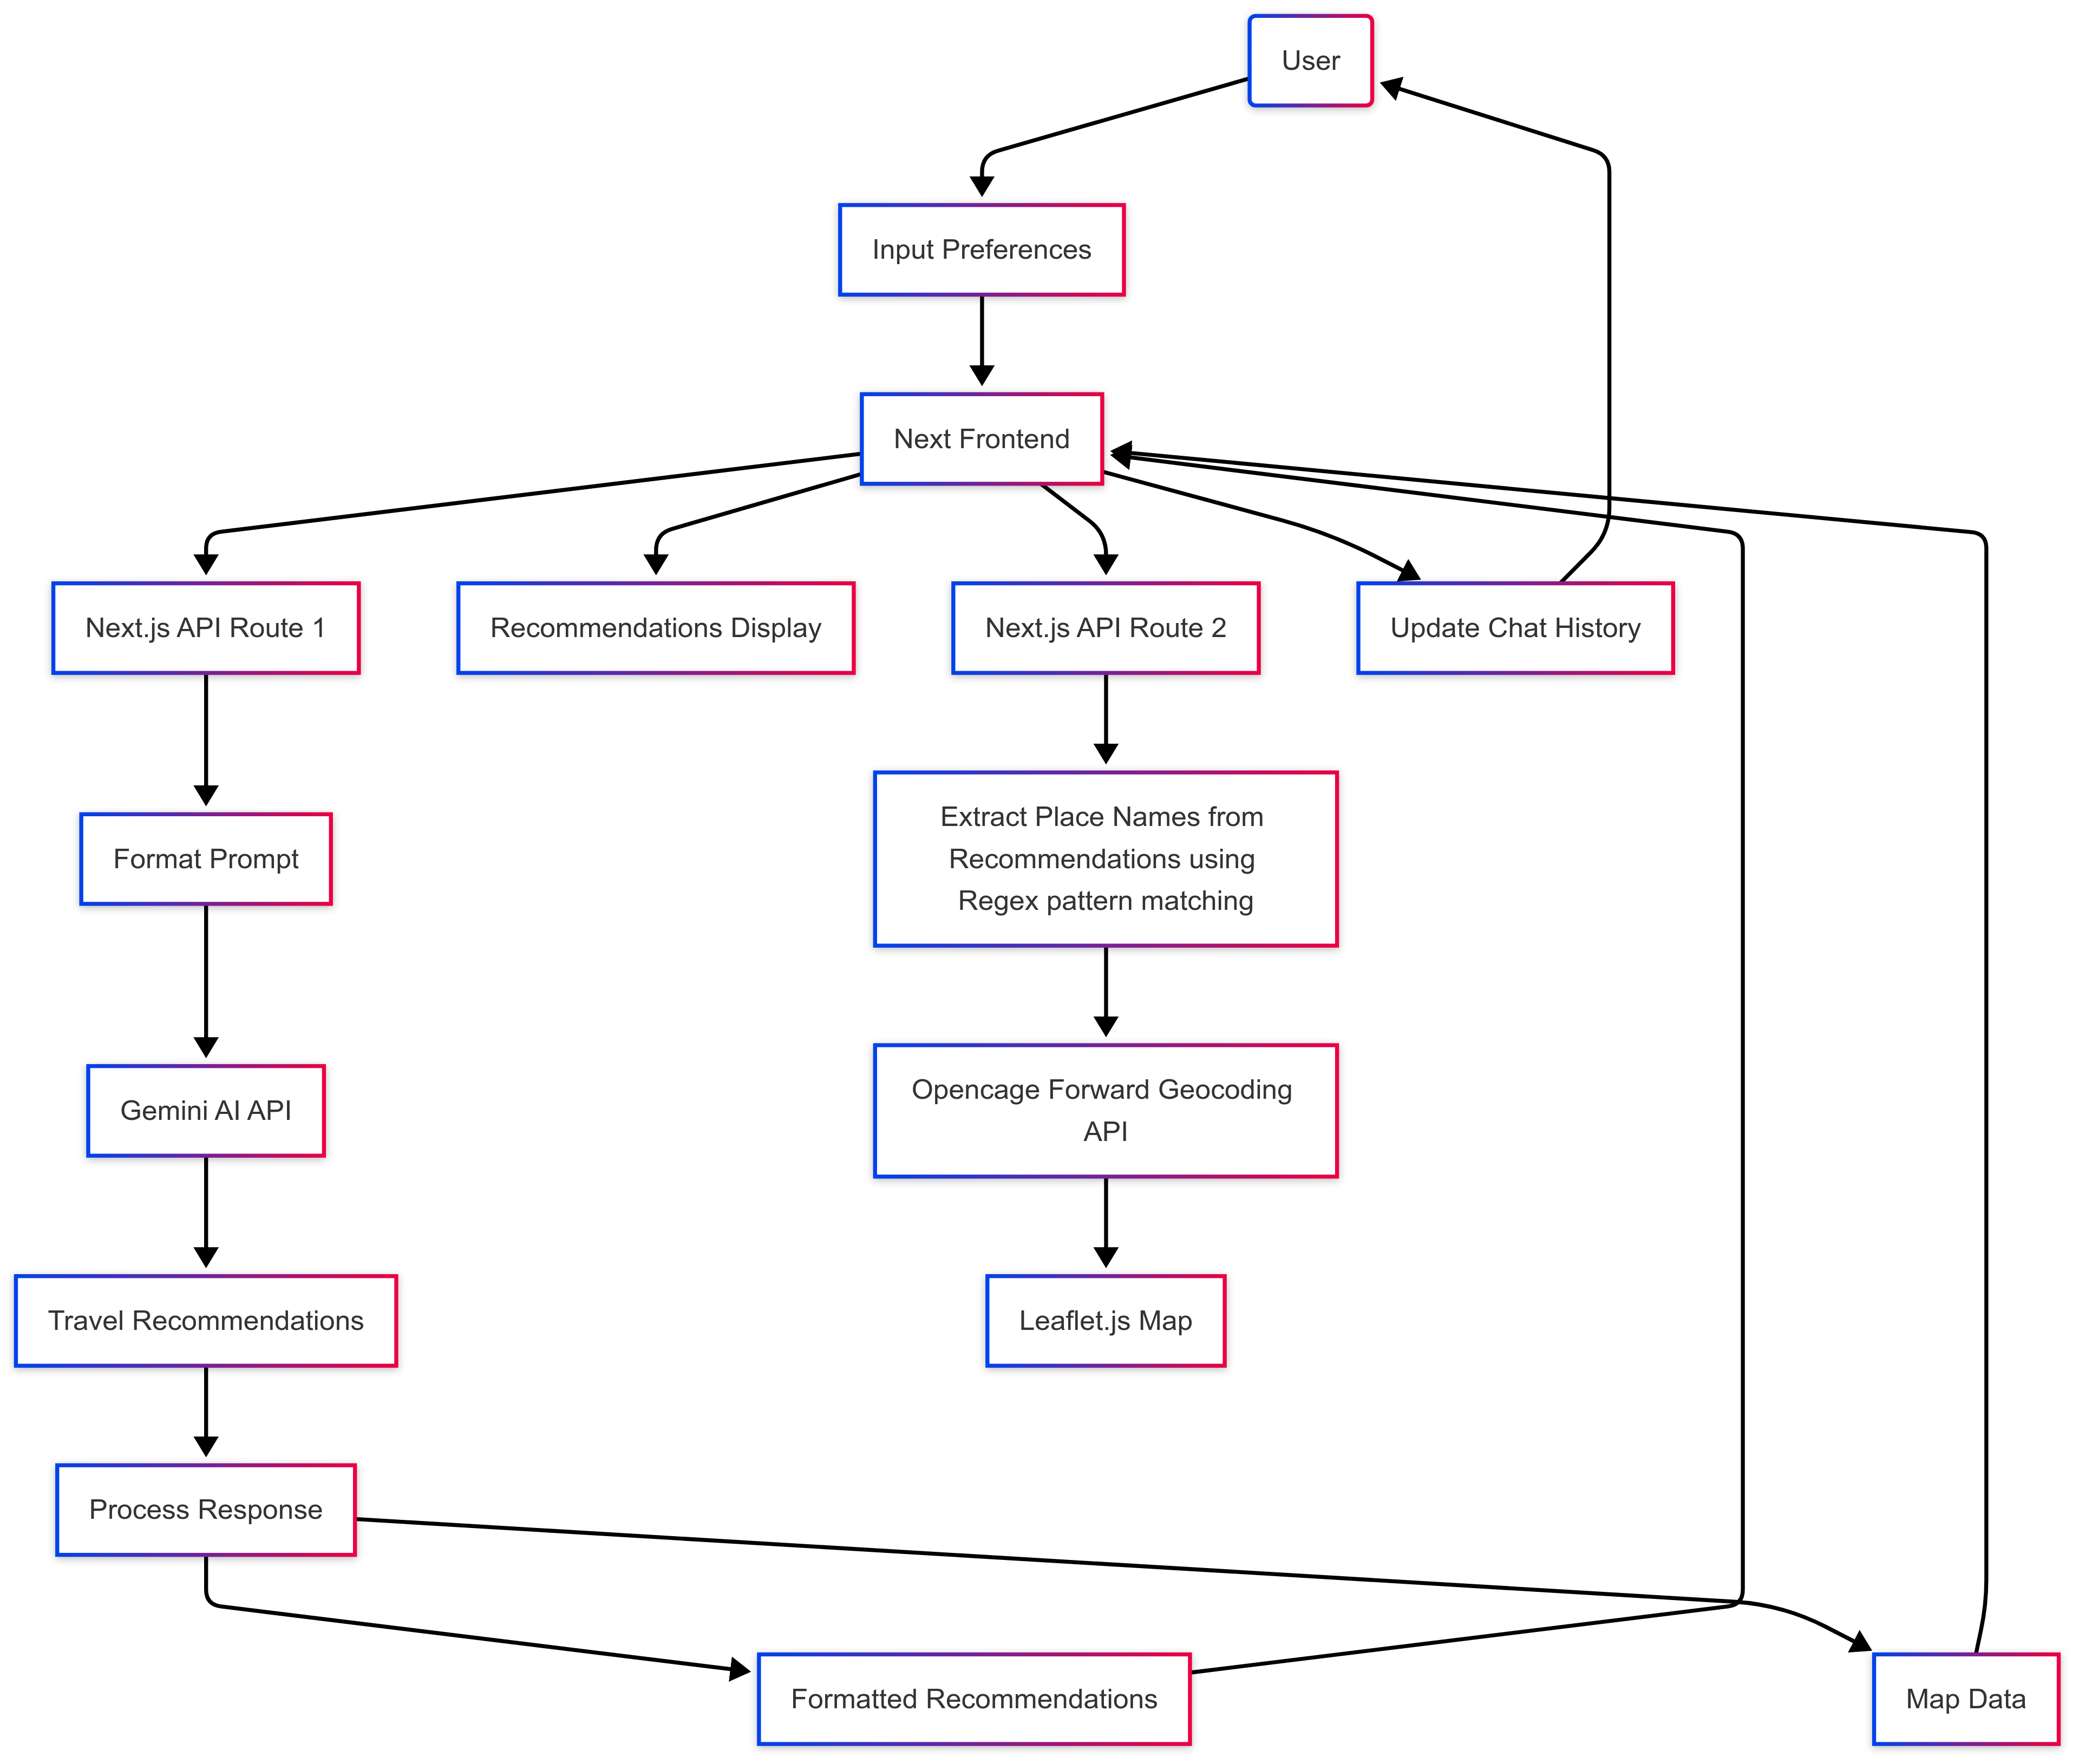 User
Input Preferences
Next Frontend
Next.js API Route 1
Recommendations Display
Next.js API Route 2
Update Chat History
Format Prompt
Extract Place Names from
Recommendations using
Regex pattern matching
Gemini AI API
Opencage Forward Geocoding
API
Travel Recommendations
Leaflet.js Map
Process Response
Formatted Recommendations
Map Data